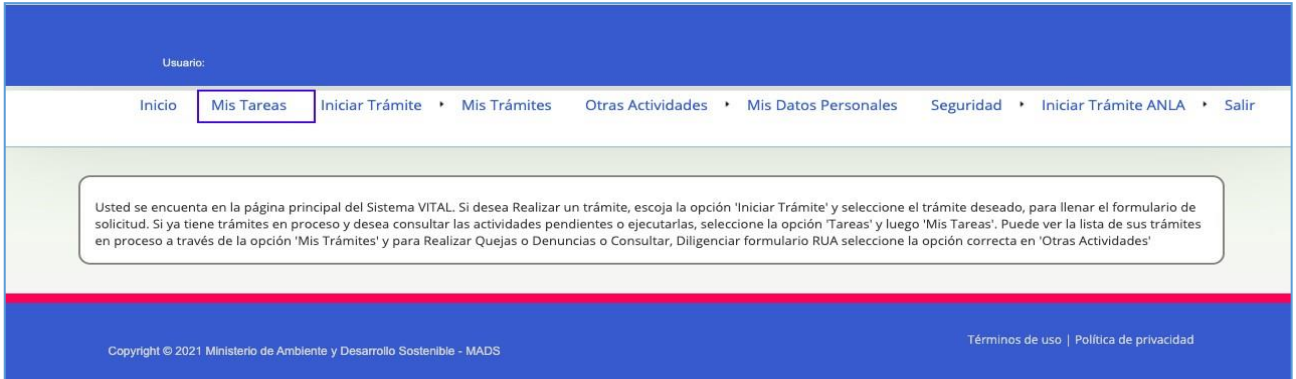 Usuario:
Inicio Mis Tareas Iniciar Trámite Mis Trámites Otras Actividades Mis Datos Personales Seguridad Iniciar Trámite ANLA Salir
Usted se encuenta en la página principal del Sistema VITAL. Si desea Realizar un trámite, escoja la opción 'Iniciar Trámite' y seleccione el trámite deseado, para llenar el formulario de
solicitud. Si ya tiene trámites en proceso y desea consultar las actividades pendientes o ejecutarlas, seleccione la opción 'Tareas' y luego 'Mis Tareas'. Puede ver la lista de sus trámites
en proceso a través de la opción 'Mis Trámites' y para Realizar Quejas o Denuncias o Consultar, Diligenciar formulario RUA seleccione la opción correcta en 'Otras Actividades'
Términos de uso | Política de privacidad
Copyright © 2021 Ministerio de Ambiente y Desarrollo Sostenible - MADS